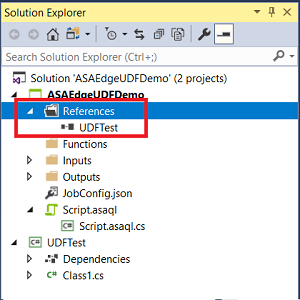 Solution Explorer
Search Solution Explorer (Ctrl+;)
Solution 'ASAEdgeUDFDemo' (2 projects)
ASAEdgeUDFDemo
References
UDFTest
Functions
Inputs
Outputs
JobConfig.json
Script.asaql
C# Script.asaql.cs
C# UDFTest
Dependencies
C# Class1.cs